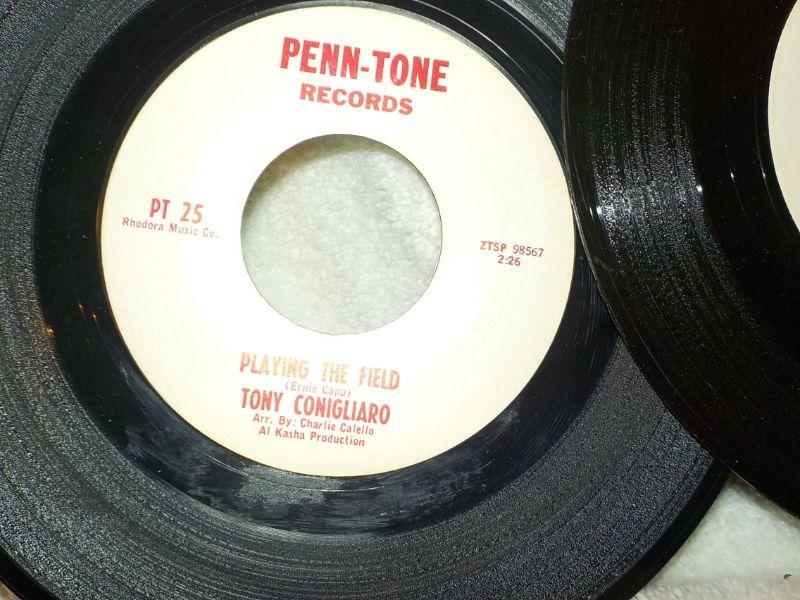 PENN-TONE
RECORDS
PT 25
Rhodora Music Co.
ZTSP 98567
2:26
PLAYING THE FIELD
(Ernie Capp)
TONY CONIGLIARO
Arr. By: Charlie Calello
Al Kasha Production